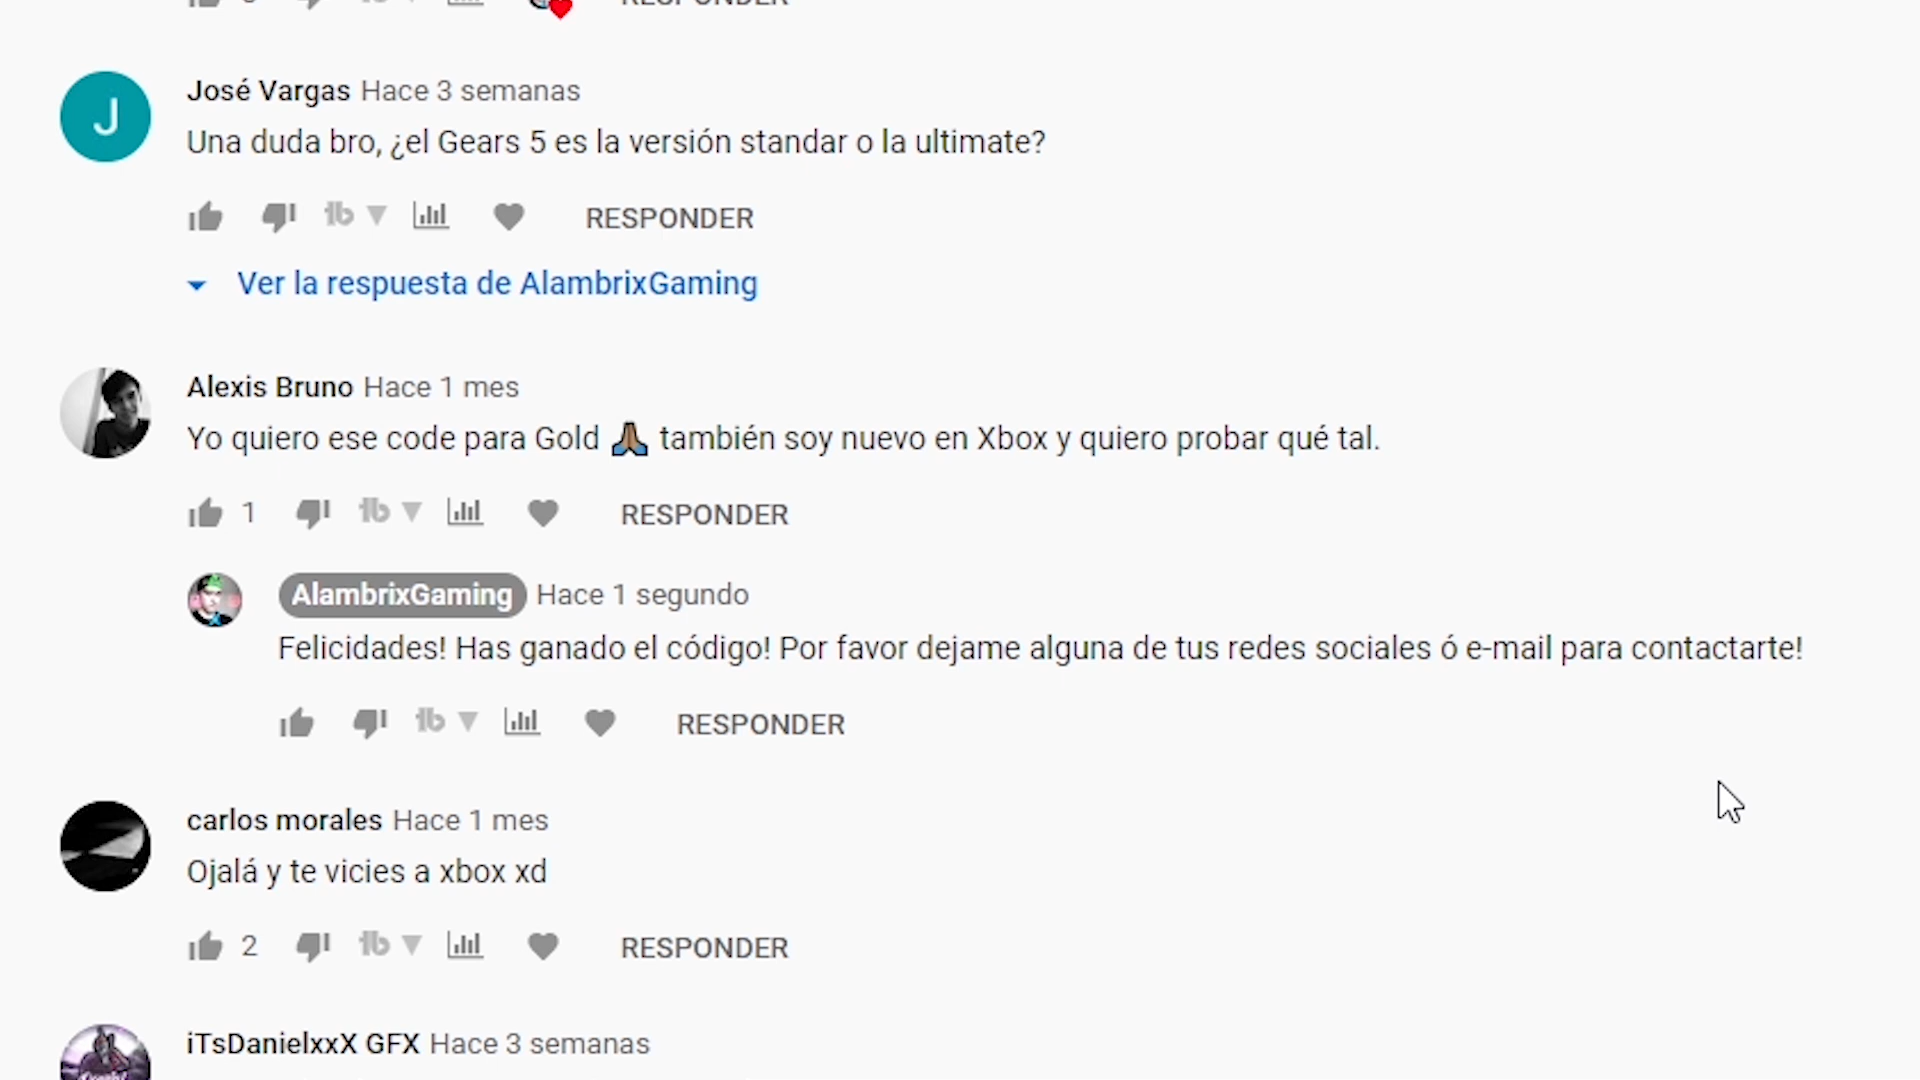 RESPONDER
José Vargas Hace 3 semanas
Una duda bro, ¿el Gears 5 es la versión standar o la ultimate?
RESPONDER
Ver la respuesta de AlambrixGaming
Alexis Bruno Hace 1 mes
Yo quiero ese code para Gold 🙏🏾 también soy nuevo en Xbox y quiero probar qué tal.
1 RESPONDER
AlambrixGaming Hace 1 segundo
Felicidades! Has ganado el código! Por favor dejame alguna de tus redes sociales ó e-mail para contactarte!
RESPONDER
carlos morales Hace 1 mes
Ojalá y te vicies a xbox xd
2 RESPONDER
iTsDanielxxX GFX Hace 3 semanas